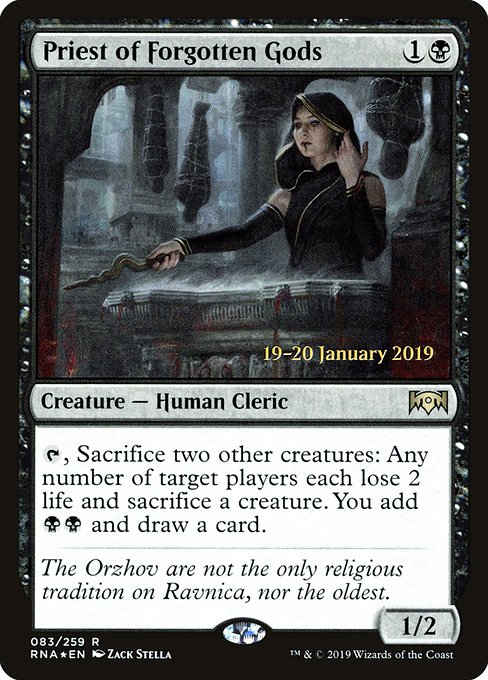 Priest of Forgotten Gods 1
19-20 January 2019
Creature — Human Cleric
, Sacrifice two other creatures: Any
number of target players each lose 2
life and sacrifice a creature. You add
and draw a card.
The Orzhov are not the only religious
tradition on Ravnica, nor the oldest.
1/2
083/259 R
RNA★EN Zack Stella
™ & © 2019 Wizards of the Coast